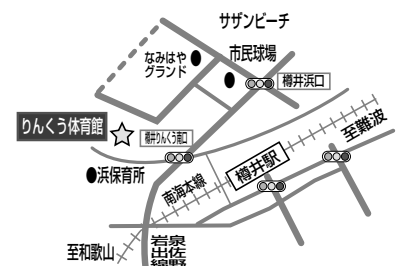 サザンビーチ
なみはや
グランド
市民球場
樽井浜口
りんくう体育館
樽井りんくう南口
至難波
樽井駅
浜保育所
南海本線
至和歌山
泉佐野
岩出線